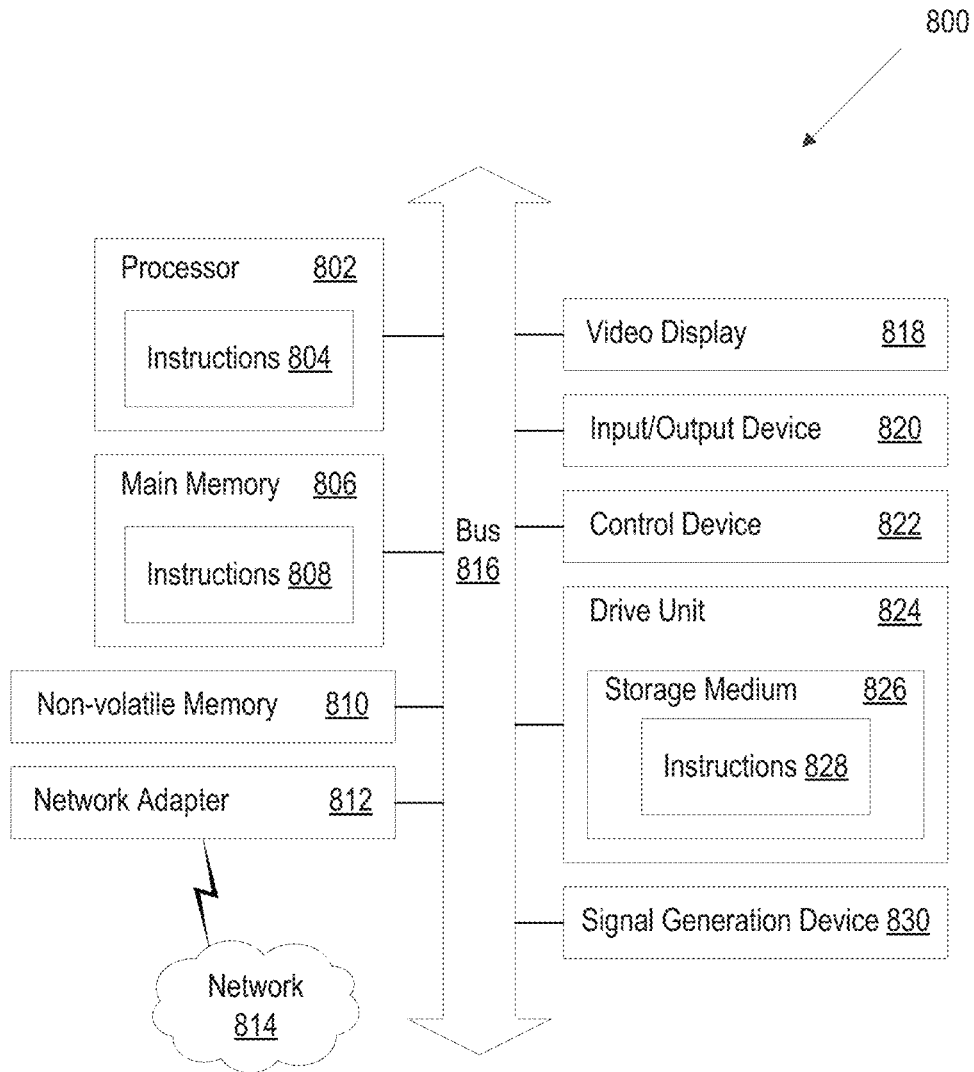 800
Processor 802
Instructions 804
Main Memory 806
Instructions 808
Non-volatile Memory 810
Network Adapter 812
Network
814
Bus
816
Video Display 818
Input/Output Device 820
Control Device 822
Drive Unit 824
Storage Medium 826
Instructions 828
Signal Generation Device 830